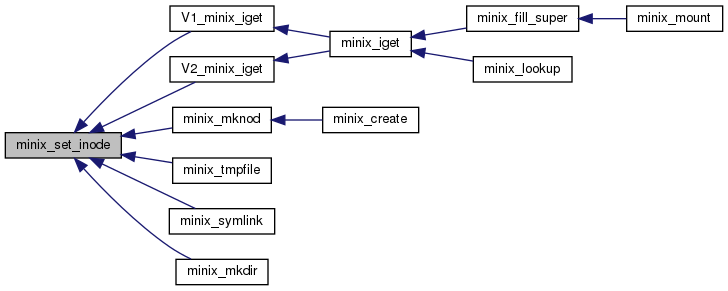 V1_minix_iget
minix_fill_super
minix_mount
minix_iget
V2_minix_iget
minix_lookup
minix_mknod
minix_create
minix_set_inode
minix_tmpfile
minix_symlink
minix_mkdir